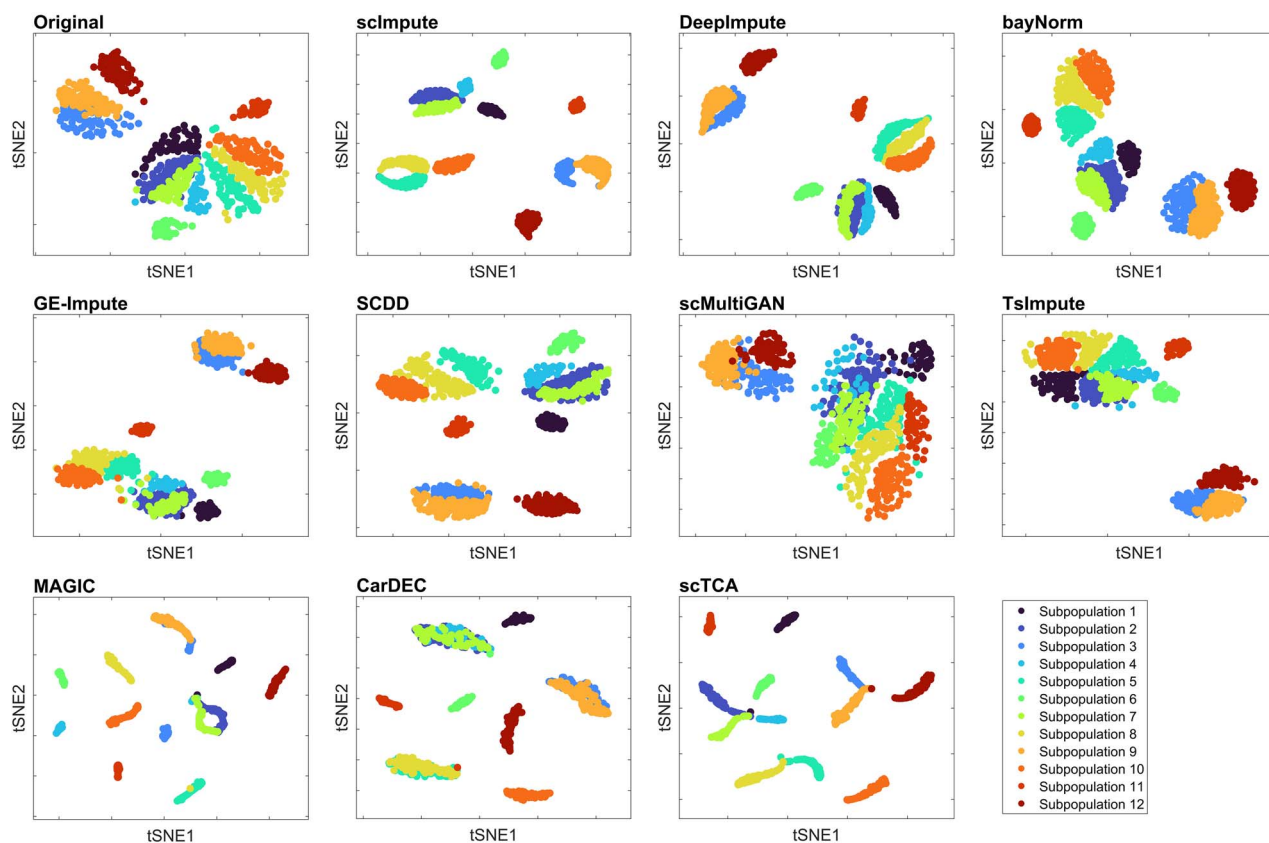 Original
scImpute
DeepImpute
bayNorm
tSNE2
tSNE2
tSNE2
tSNE2
tSNE1
tSNE1
tSNE1
tSNE1
GE-Impute
SCDD
scMultiGAN
TsImpute
tSNE2
tSNE2
tSNE2
tSNE2
tSNE1
tSNE1
tSNE1
tSNE1
MAGIC
CarDEC
scTCA
tSNE2
tSNE2
tSNE2
tSNE1
tSNE1
tSNE1
Subpopulation 1
Subpopulation 2
Subpopulation 3
Subpopulation 4
Subpopulation 5
Subpopulation 6
Subpopulation 7
Subpopulation 8
Subpopulation 9
Subpopulation 10
Subpopulation 11
Subpopulation 12